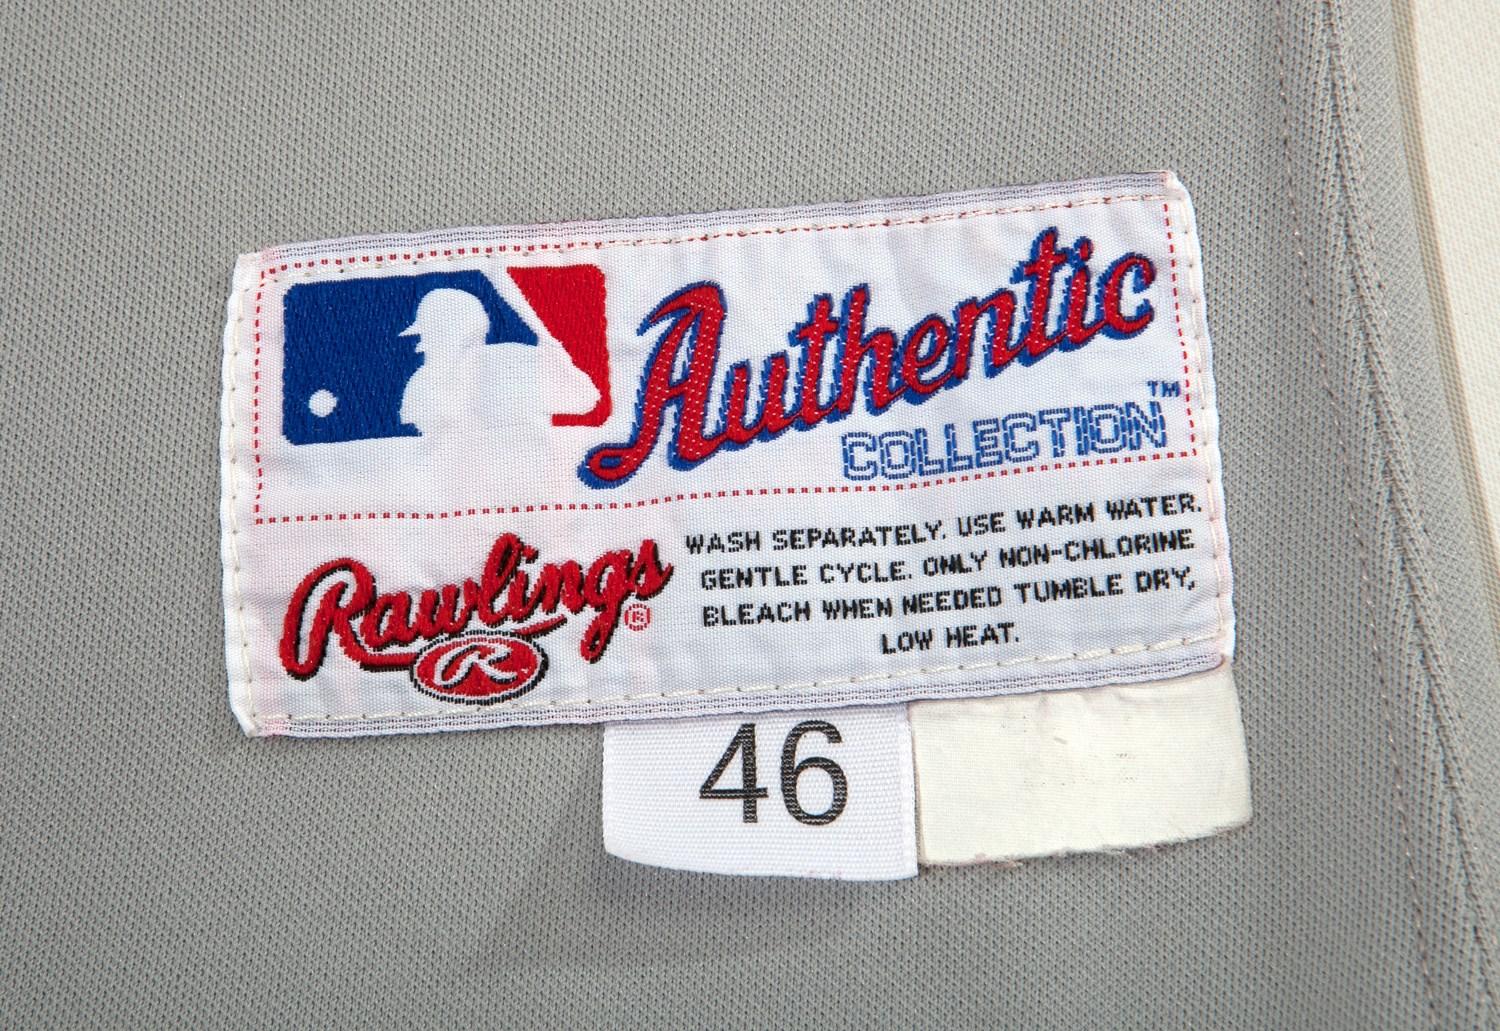 Authentic
COLLECTION™
Rawlings®
R
WASH SEPARATELY. USE WARM WATER.
GENTLE CYCLE. ONLY NON-CHLORINE
BLEACH WHEN NEEDED TUMBLE DRY,
LOW HEAT.
46